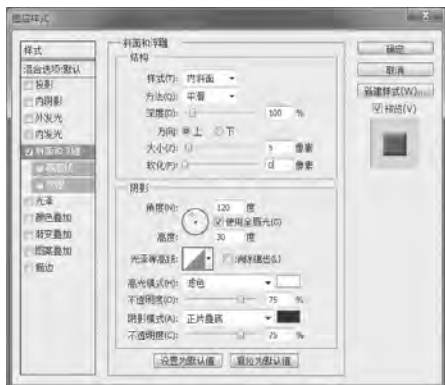 图层样式
样式
混合选项:默认
投影
内阴影
外发光
内发光
斜面和浮雕
等高线
纹理
光泽
颜色叠加
渐变叠加
图案叠加
描边
斜面和浮雕
结构
样式(T): 内斜面
方法(Q): 平滑
深度(D): 100 %
方向: 上 下
大小(Z): 5 像素
软化(F): 0 像素
阴影
角度(N): 120 度
使用全局光(G)
高度: 30 度
光泽等高线: 消除锯齿(L)
高光模式(H): 滤色
不透明度(O): 75 %
阴影模式(A): 正片叠底
不透明度(C): 75 %
设置为默认值 复位为默认值
确定
取消
新建样式(W)...
预览(V)